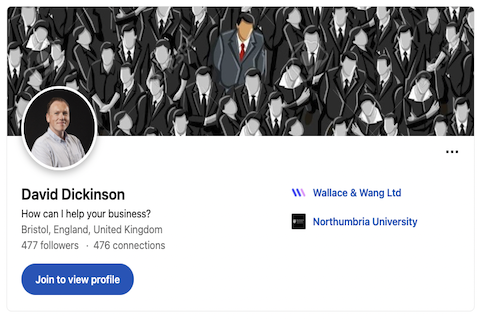 David Dickinson
How can I help your business?
Bristol, England, United Kingdom
477 followers · 476 connections
Join to view profile
Wallace & Wang Ltd
Northumbria University